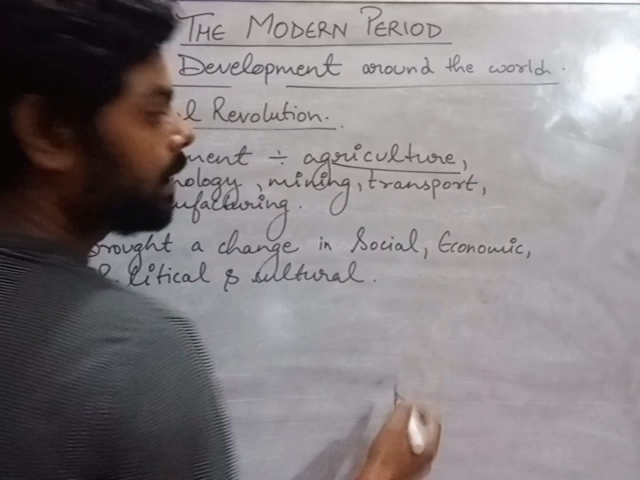 THE MODERN PERIOD
Development around the world.
l Revolution.
ment ÷ agriculture,
nology, mining, transport,
ufacturing.
brought a change in Social, Economic,
litical & cultural.